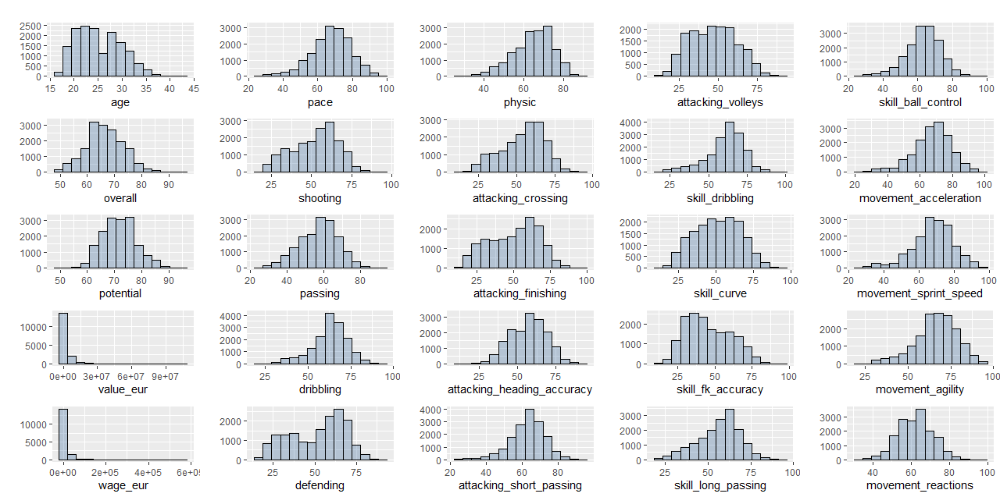 2500
2000
1500
1000
500
0
15 20 25 30 35 40 45
age
3000
2000
1000
0
20 40 60 80 100
pace
3000
2000
1000
0
40 60 80
physic
2000
1500
1000
500
0
25 50 75
attacking_volleys
3000
2000
1000
0
20 40 60 80 100
skill_ball_control
3000
2000
1000
0
50 60 70 80 90
overall
3000
2000
1000
0
25 50 75 100
shooting
3000
2000
1000
0
25 50 75 100
attacking_crossing
4000
3000
2000
1000
0
25 50 75 100
skill_dribbling
3000
2000
1000
0
20 40 60 80 100
movement_acceleration
3000
2000
1000
0
50 60 70 80 90
potential
3000
2000
1000
0
20 40 60 80
passing
2000
1000
0
25 50 75 100
attacking_finishing
2000
1500
1000
500
0
25 50 75 100
skill_curve
3000
2000
1000
0
20 40 60 80 100
movement_sprint_speed
10000
5000
0
0e+00 3e+07 6e+07 9e+07
value_eur
4000
3000
2000
1000
0
25 50 75 100
dribbling
3000
2000
1000
0
25 50 75
attacking_heading_accuracy
2000
1000
0
25 50 75 100
skill_fk_accuracy
2000
1000
0
25 50 75 100
movement_agility
10000
5000
0
0e+00 2e+05 4e+05 6e+0
wage_eur
2000
1000
0
25 50 75
defending
4000
3000
2000
1000
0
20 40 60 80
attacking_short_passing
3000
2000
1000
0
25 50 75 100
skill_long_passing
3000
2000
1000
0
40 60 80 100
movement_reactions